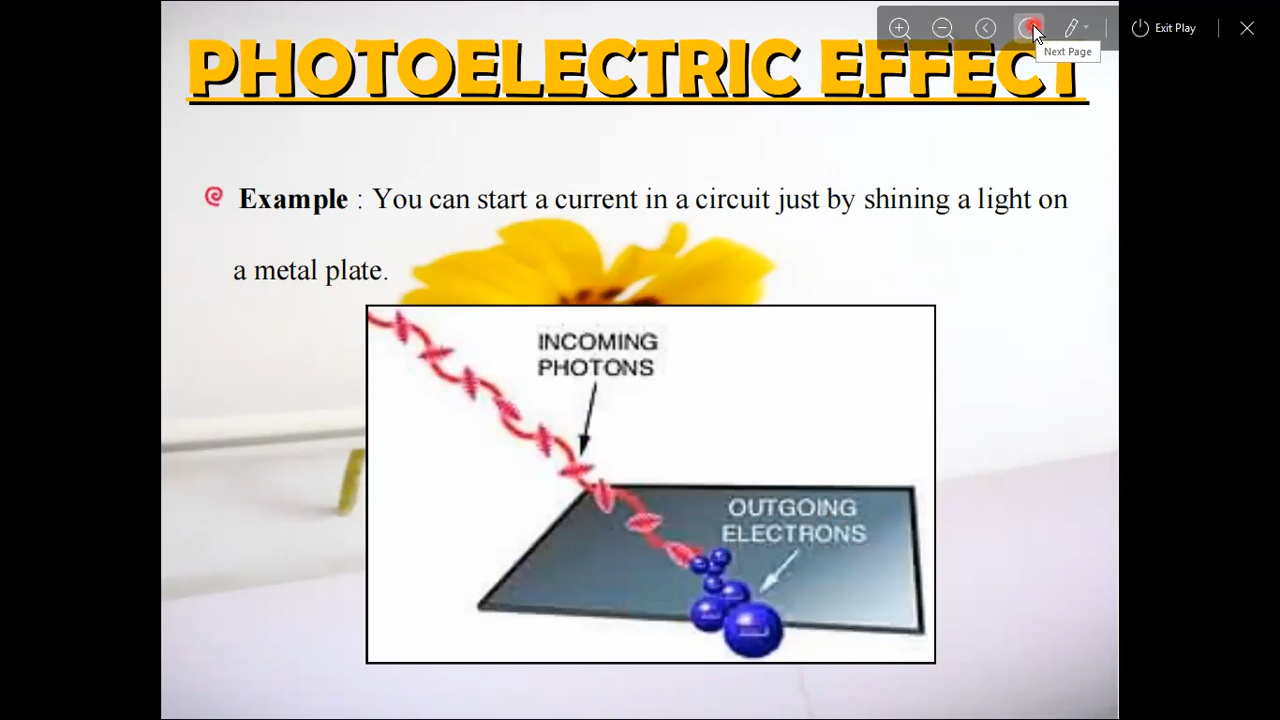 Exit Play
Next Page
PHOTOELECTRIC EFFECT
Example : You can start a current in a circuit just by shining a light on
a metal plate.
INCOMING
PHOTONS
OUTGOING
ELECTRONS